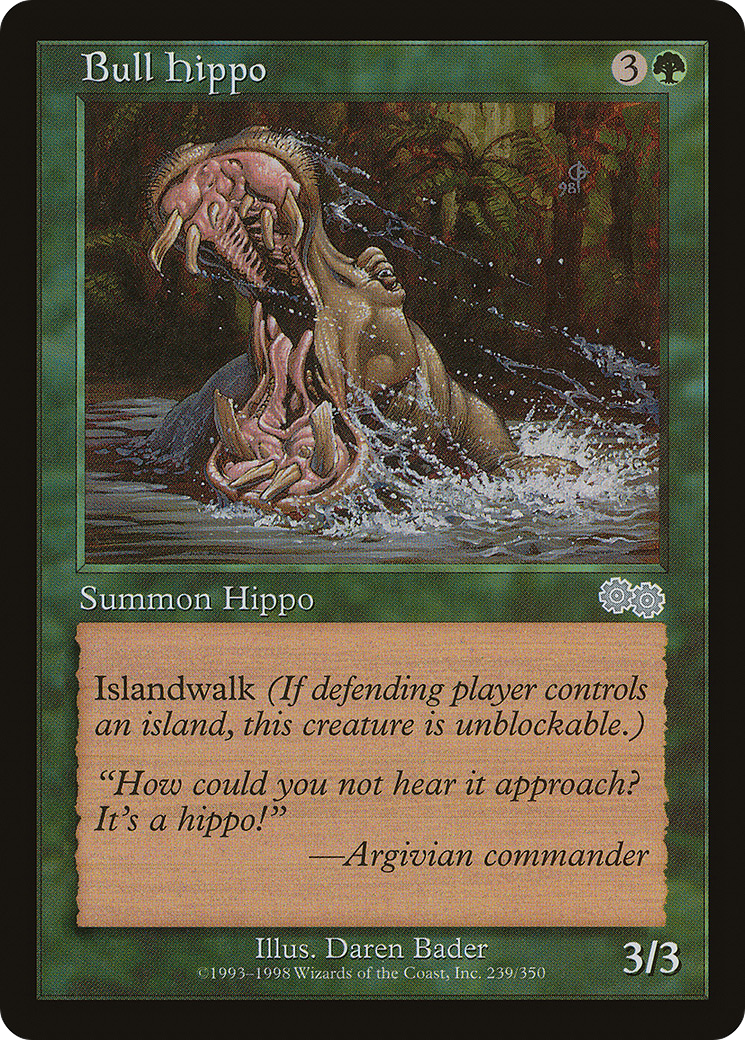 Bull Hippo
3
98
Summon Hippo
Islandwalk (If defending player controls
an island, this creature is unblockable.)
“How could you not hear it approach?
It’s a hippo!”
—Argivian commander
Illus. Daren Bader
©1993–1998 Wizards of the Coast, Inc. 239/350
3/3